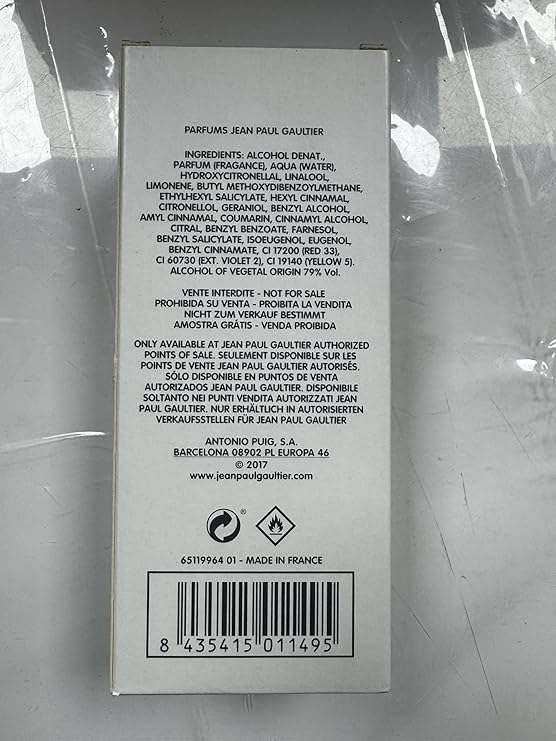 PARFUMS JEAN PAUL GAULTIER
INGREDIENTS: ALCOHOL DENAT.,
PARFUM (FRAGANCE), AQUA (WATER),
HYDROXYCITRONELLAL, LINALOOL,
LIMONENE, BUTYL METHOXYDIBENZOYLMETHANE,
ETHYLHEXYL SALICYLATE, HEXYL CINNAMAL,
CITRONELLOL, GERANIOL, BENZYL ALCOHOL,
AMYL CINNAMAL, COUMARIN, CINNAMYL ALCOHOL,
CITRAL, BENZYL BENZOATE, FARNESOL,
BENZYL SALICYLATE, ISOEUGENOL, EUGENOL,
BENZYL CINNAMATE, CI 17200 (RED 33),
CI 60730 (EXT. VIOLET 2), CI 19140 (YELLOW 5).
ALCOHOL OF VEGETAL ORIGIN 79% Vol.
VENTE INTERDITE - NOT FOR SALE
PROHIBIDA SU VENTA - PROIBITA LA VENDITA
NICHT ZUM VERKAUF BESTIMMT
AMOSTRA GRÁTIS - VENDA PROIBIDA
ONLY AVAILABLE AT JEAN PAUL GAULTIER AUTHORIZED
POINTS OF SALE. SEULEMENT DISPONIBLE SUR LES
POINTS DE VENTE JEAN PAUL GAULTIER AUTORISÉS.
SÓLO DISPONIBLE EN PUNTOS DE VENTA
AUTORIZADOS JEAN PAUL GAULTIER. DISPONIBILE
SOLTANTO NEI PUNTI VENDITA AUTORIZZATI JEAN
PAUL GAULTIER. NUR ERHÄLTLICH IN AUTORISIERTEN
VERKAUFSSTELLEN FÜR JEAN PAUL GAULTIER
ANTONIO PUIG, S.A.
BARCELONA 08902 PL EUROPA 46
© 2017
www.jeanpaulgaultier.com
®
65119964 01 - MADE IN FRANCE
8 435415 011495